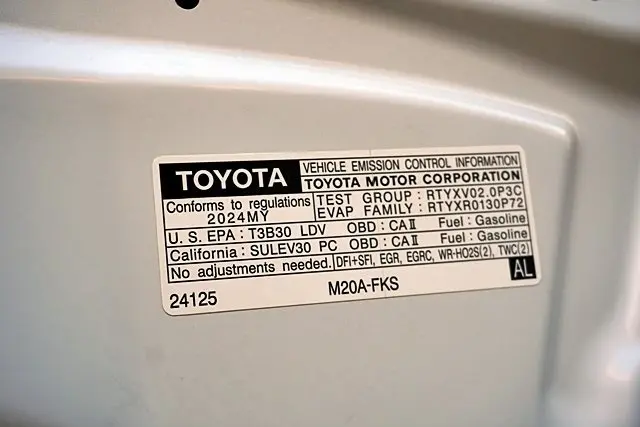 TOYOTA
VEHICLE EMISSION CONTROL INFORMATION
TOYOTA MOTOR CORPORATION
Conforms to regulations
2024MY
TEST GROUP : RTYXV02.0P3C
EVAP FAMILY : RTYXR0130P72
U. S. EPA : T3B30 LDV OBD : CAⅡ Fuel : Gasoline
California : SULEV30 PC OBD : CAⅡ Fuel : Gasoline
No adjustments needed. DFI+SFI, EGR, EGRC, WR-HO2S(2), TWC(2)
AL
24125 M20A-FKS